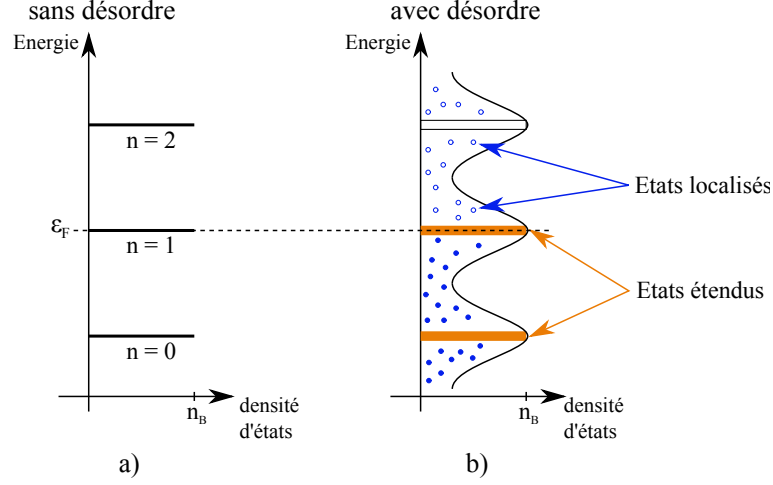 sans désordre
Energie
n = 2
ε_F
n = 1
n = 0
n_B
densité
d'états
a)
avec désordre
Energie
Etats localisés
Etats étendus
n_B
densité
d'états
b)